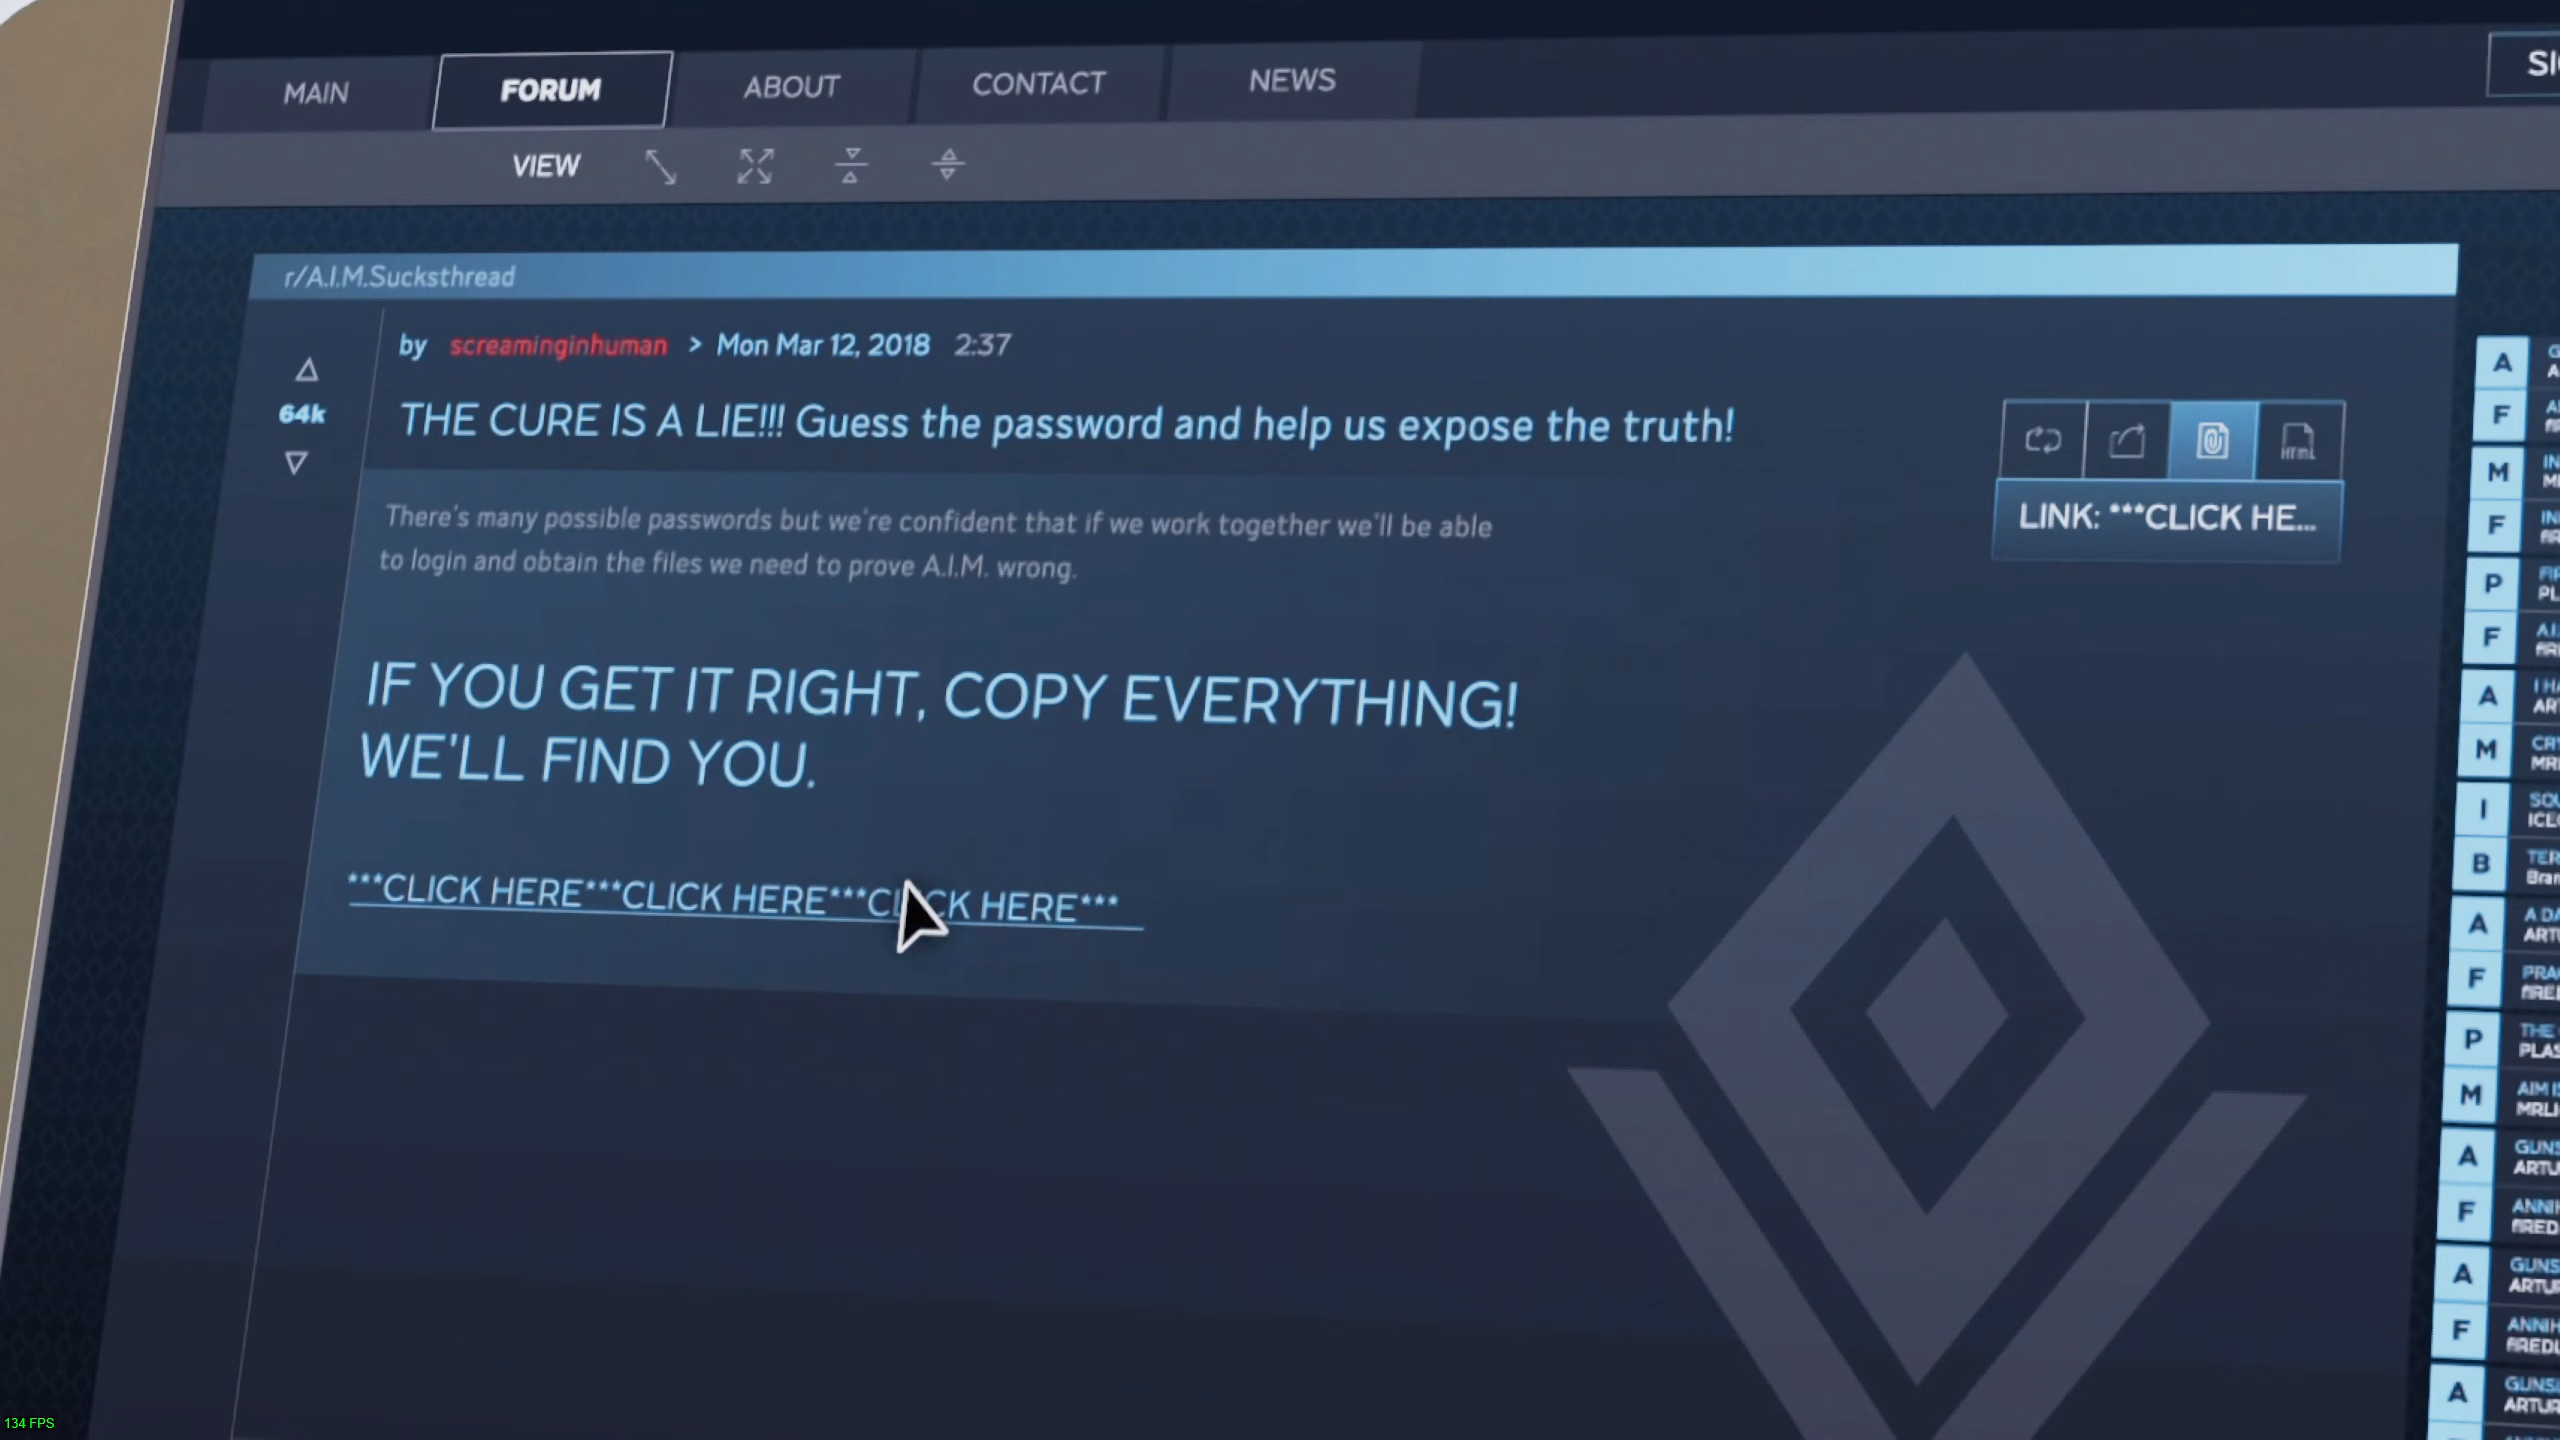 MAIN
FORUM
ABOUT
CONTACT
NEWS
VIEW
r/A.I.M.Sucksthread
by screaminginhuman > Mon Mar 12, 2018 2:37
64k
THE CURE IS A LIE!!! Guess the password and help us expose the truth!
There's many possible passwords but we're confident that if we work together we'll be able
to login and obtain the files we need to prove A.I.M. wrong.
IF YOU GET IT RIGHT, COPY EVERYTHING!
WE'LL FIND YOU.
***CLICK HERE***CLICK HERE***CLICK HERE***
HTML
LINK: ***CLICK HE...
A
F
M
F
P
F
A
M
I
B
A
F
P
M
A
F
A
F
A
134 FPS